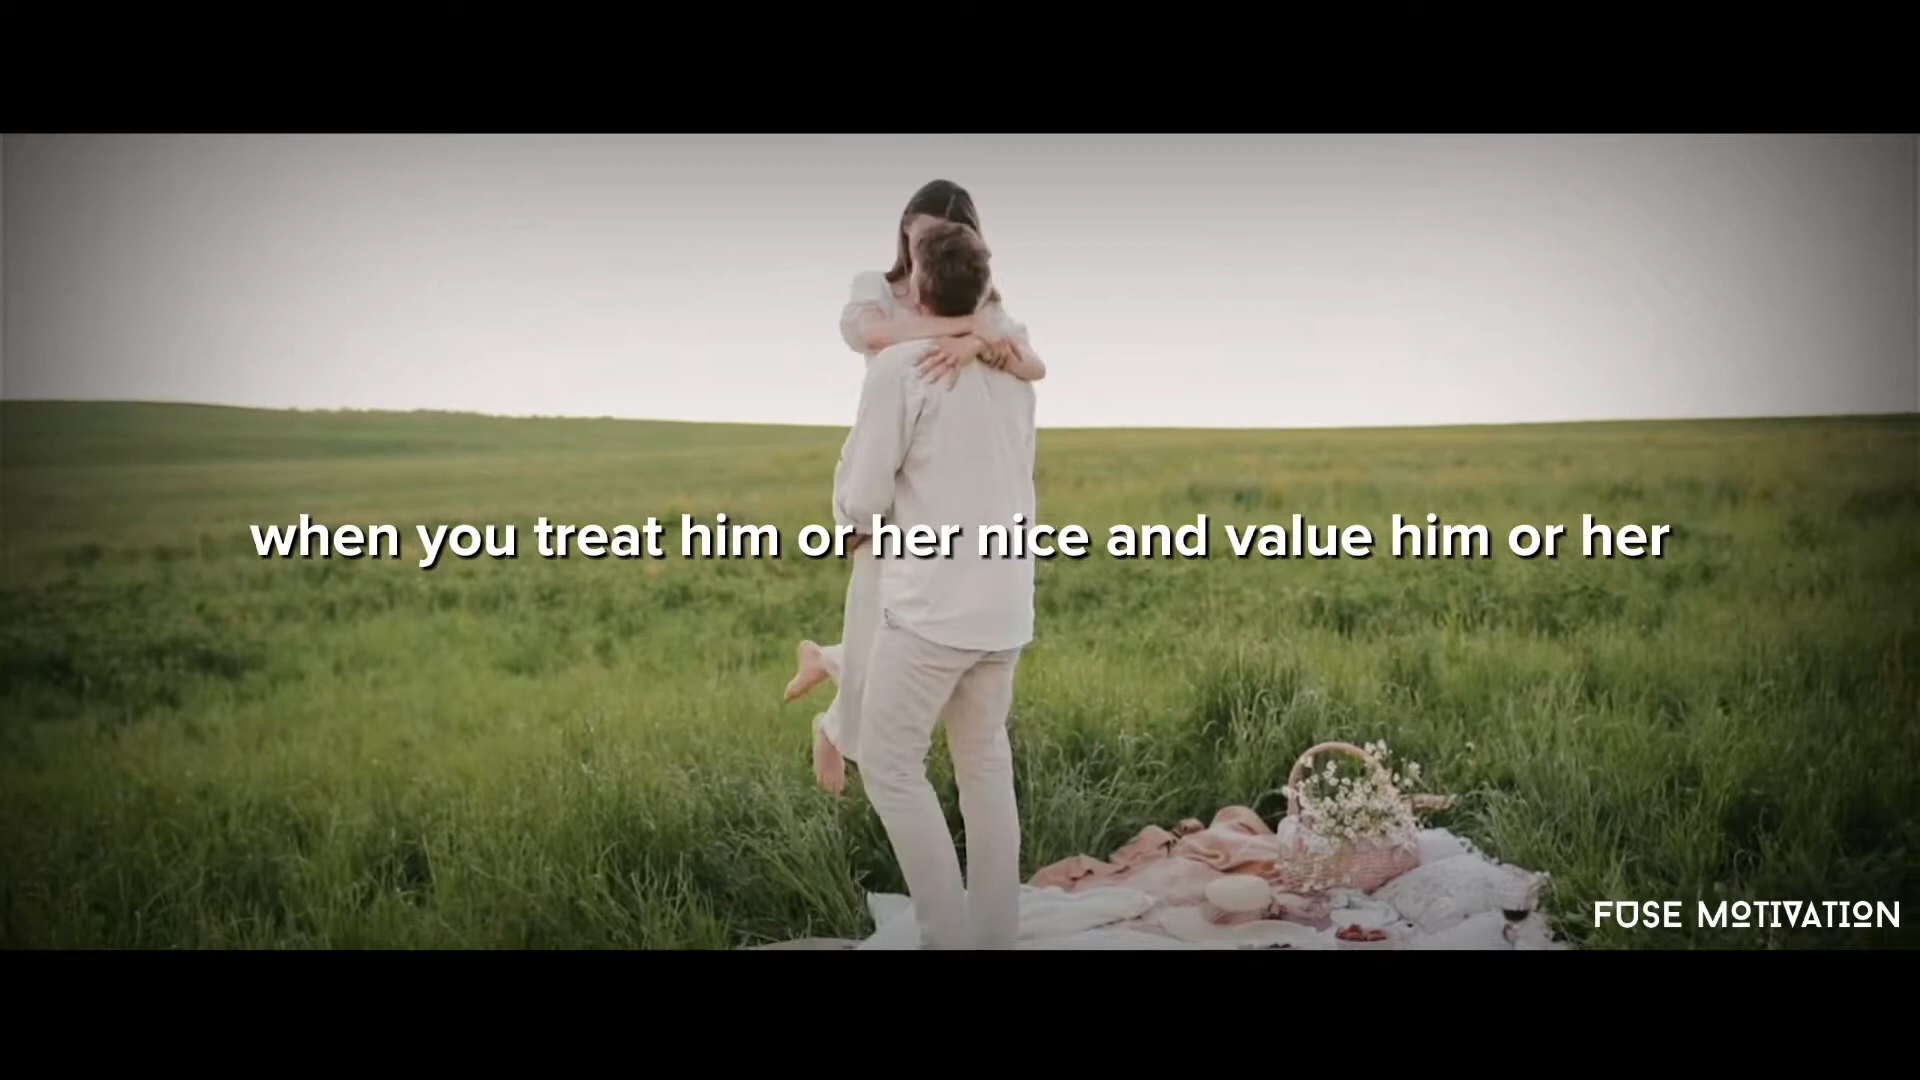 when you treat him or her nice and value him or her
FUSE MOTIVATION